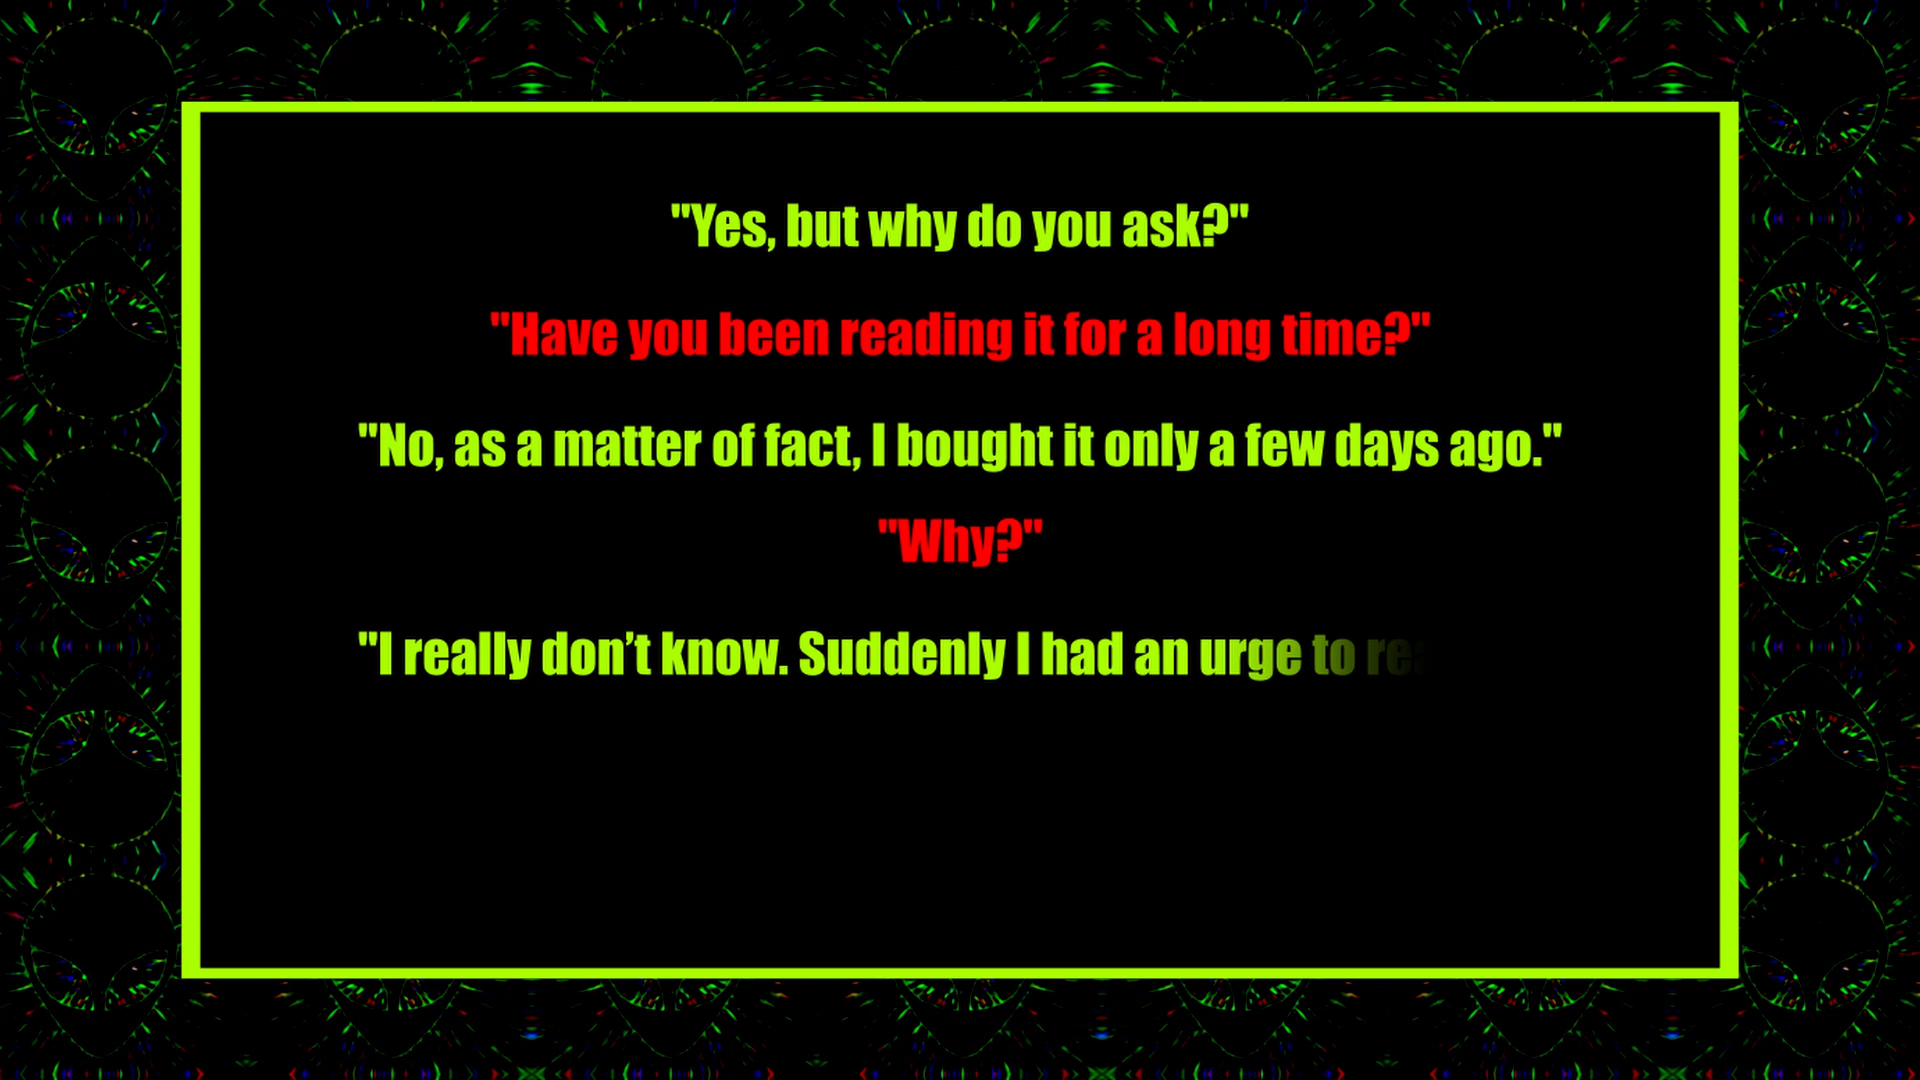 "Yes, but why do you ask?"
"Have you been reading it for a long time?"
"No, as a matter of fact, I bought it only a few days ago."
"Why?"
"I really don’t know. Suddenly I had an urge to